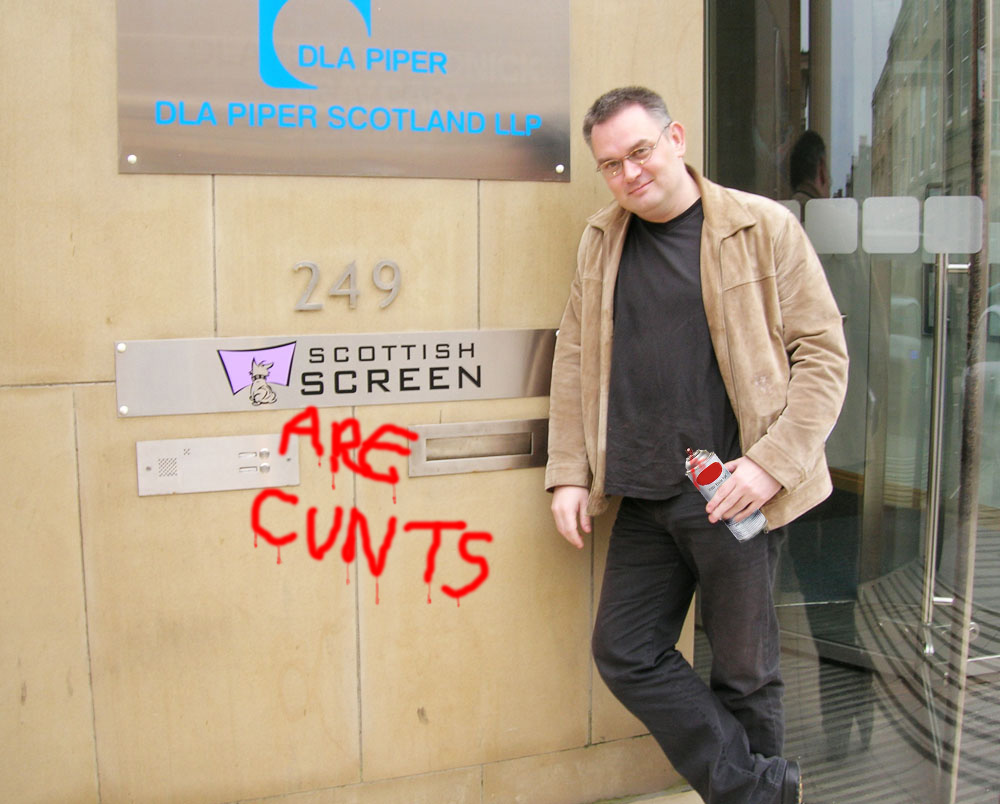 DLA PIPER
DLA PIPER SCOTLAND LLP
249
SCOTTISH
SCREEN
ARE
CUNTS